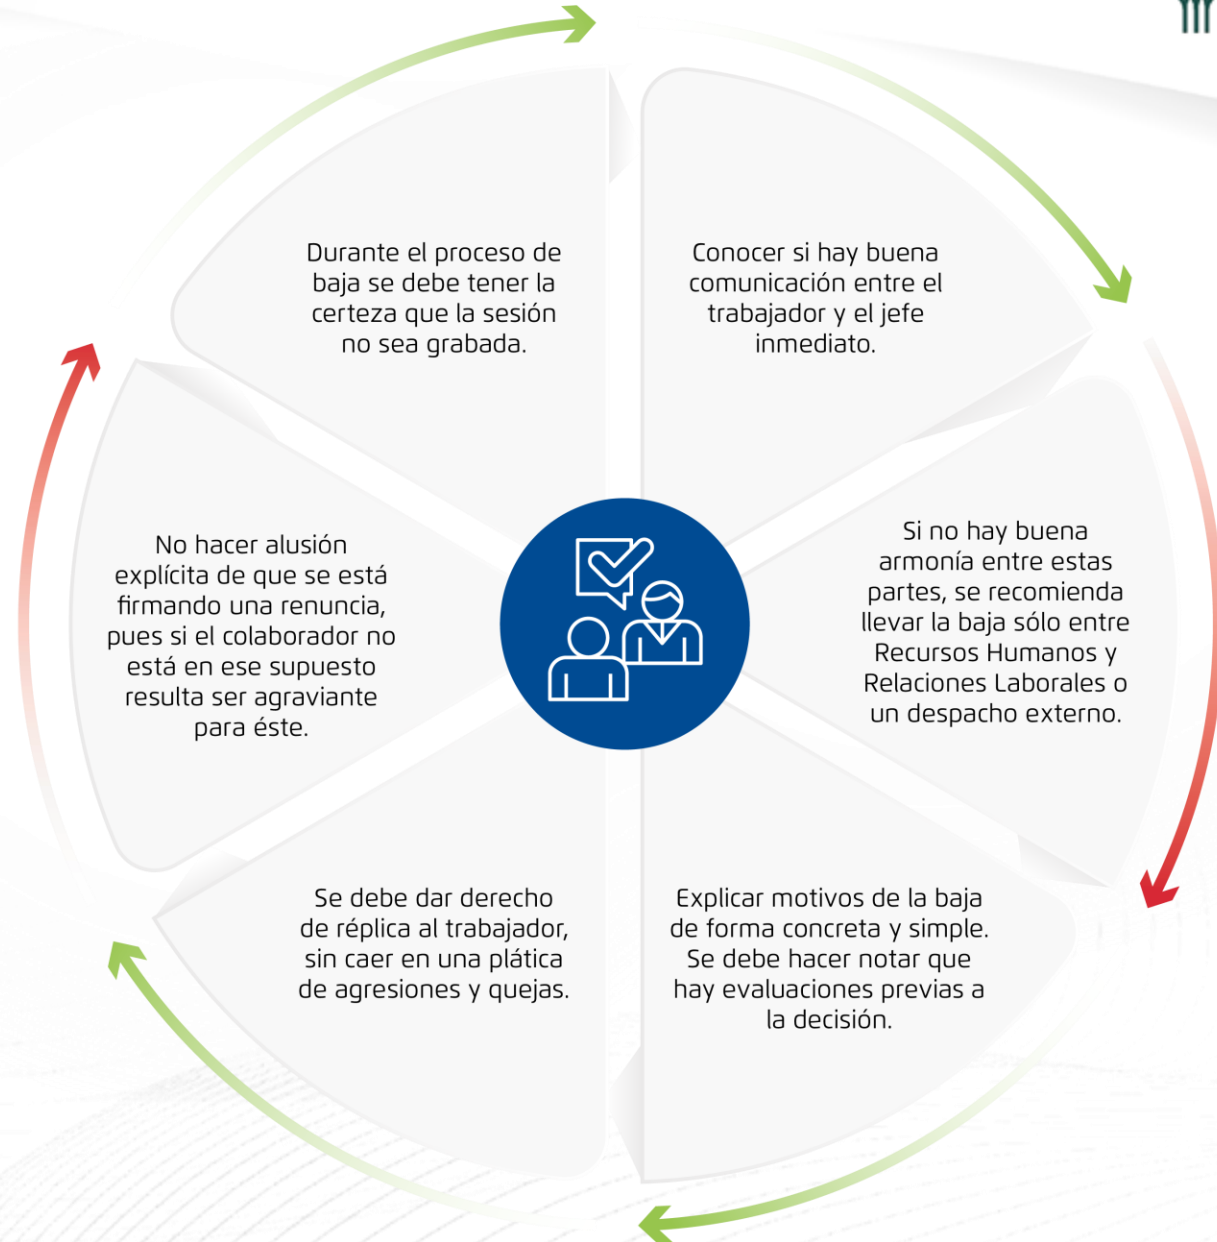 Durante el proceso de
baja se debe tener la
certeza que la sesión
no sea grabada.
Conocer si hay buena
comunicación entre el
trabajador y el jefe
inmediato.
Si no hay buena
armonía entre estas
partes, se recomienda
llevar la baja sólo entre
Recursos Humanos y
Relaciones Laborales o
un despacho externo.
Explicar motivos de la baja
de forma concreta y simple.
Se debe hacer notar que
hay evaluaciones previas a
la decisión.
Se debe dar derecho
de réplica al trabajador,
sin caer en una plática
de agresiones y quejas.
No hacer alusión
explícita de que se está
firmando una renuncia,
pues si el colaborador no
está en ese supuesto
resulta ser agraviante
para éste.